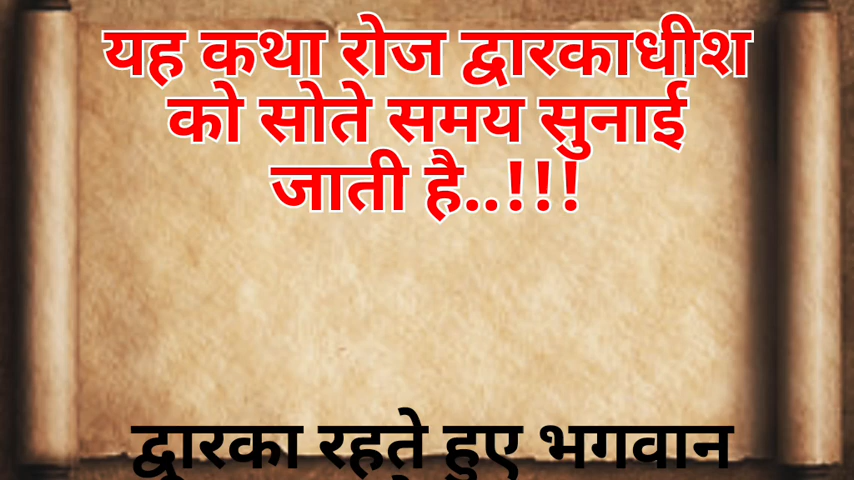 यह कथा रोज द्वारकाधीश
को सोते समय सुनाई
जाती है..!!!
द्वारका रहते हुए भगवान